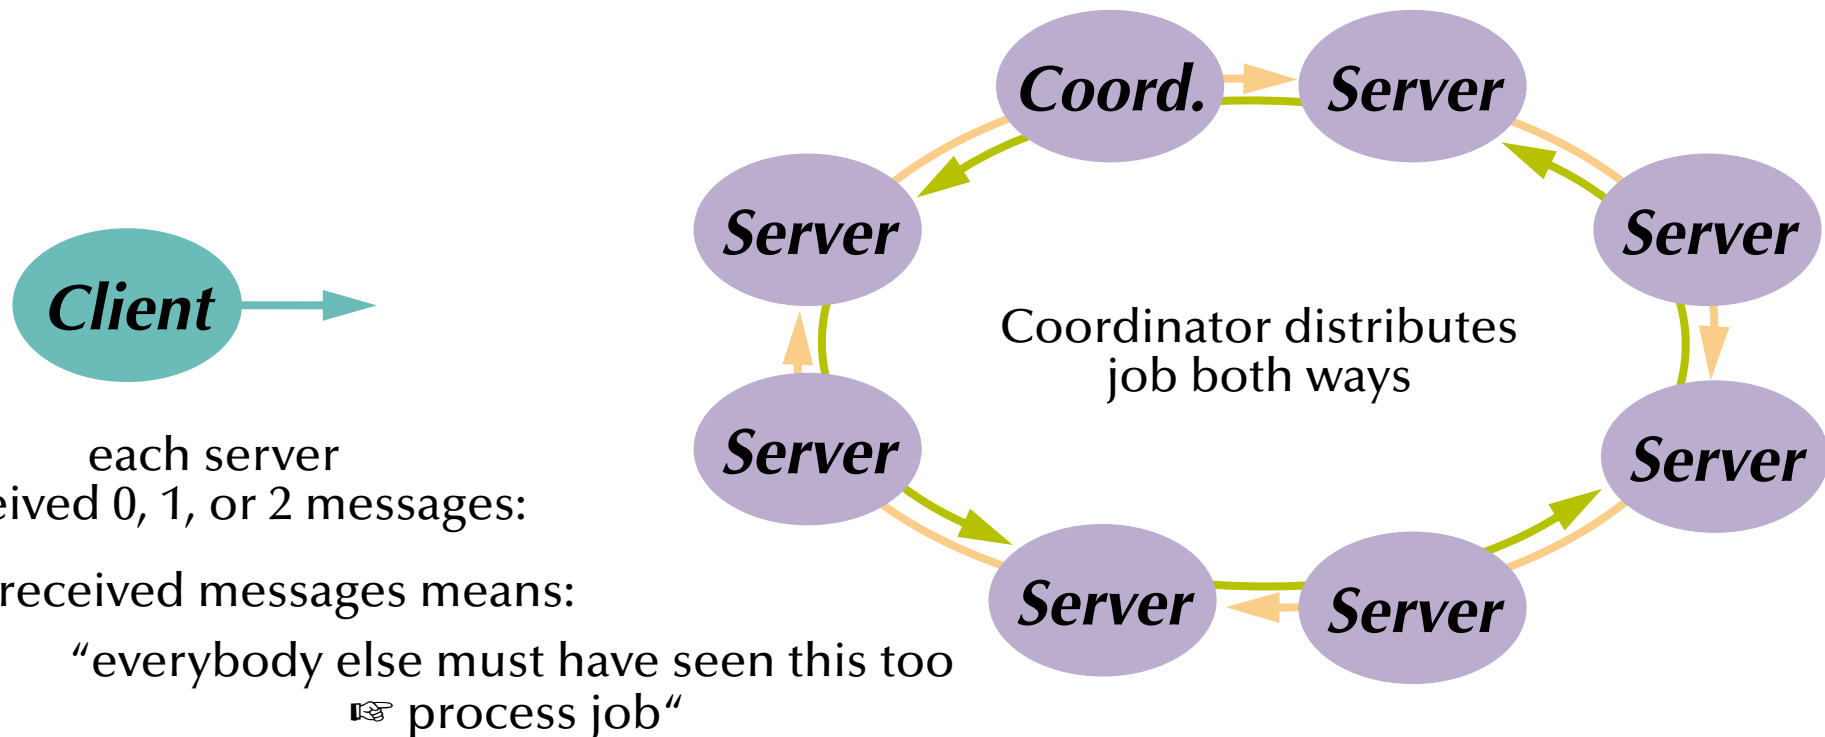 Coord.
Server
Server
Server
Client
Coordinator distributes
job both ways
Server
Server
Server
Server
each server
eived 0, 1, or 2 messages:
received messages means:
“everybody else must have seen this too
☞ process job“